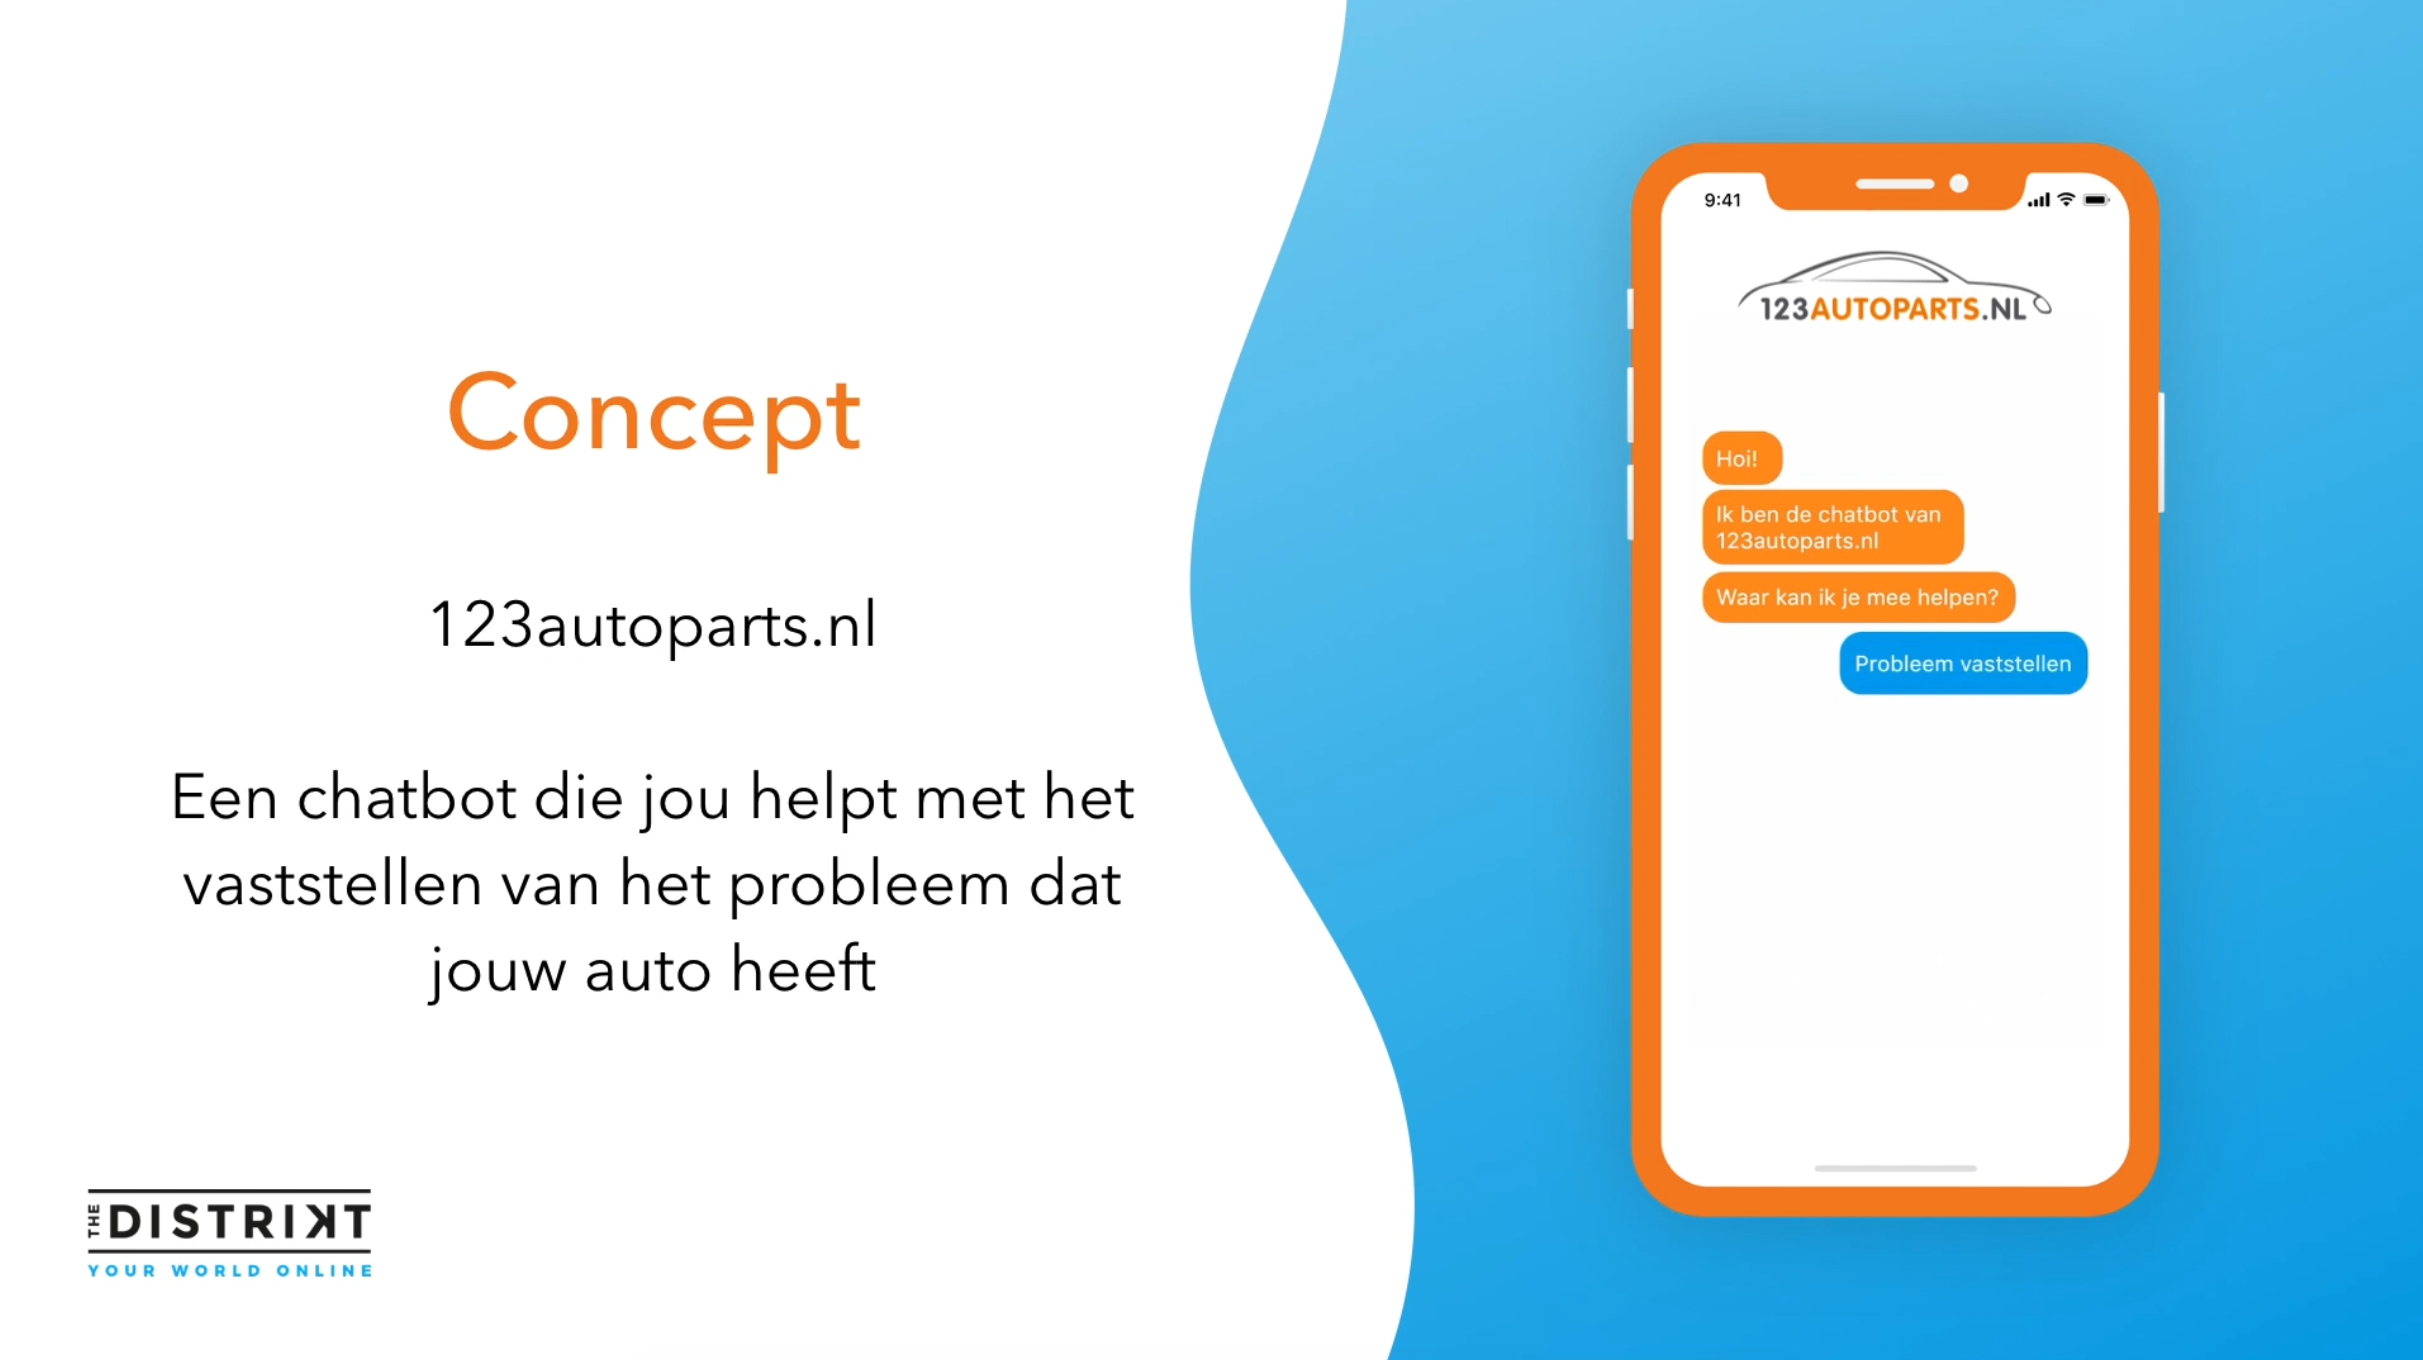 Concept
123autoparts.nl
Een chatbot die jou helpt met het
vaststellen van het probleem dat
jouw auto heeft
THE DISTRIKT
YOUR WORLD ONLINE
9:41
123AUTOPARTS.NL
Hoi!
Ik ben de chatbot van
123autoparts.nl
Waar kan ik je mee helpen?
Probleem vaststellen